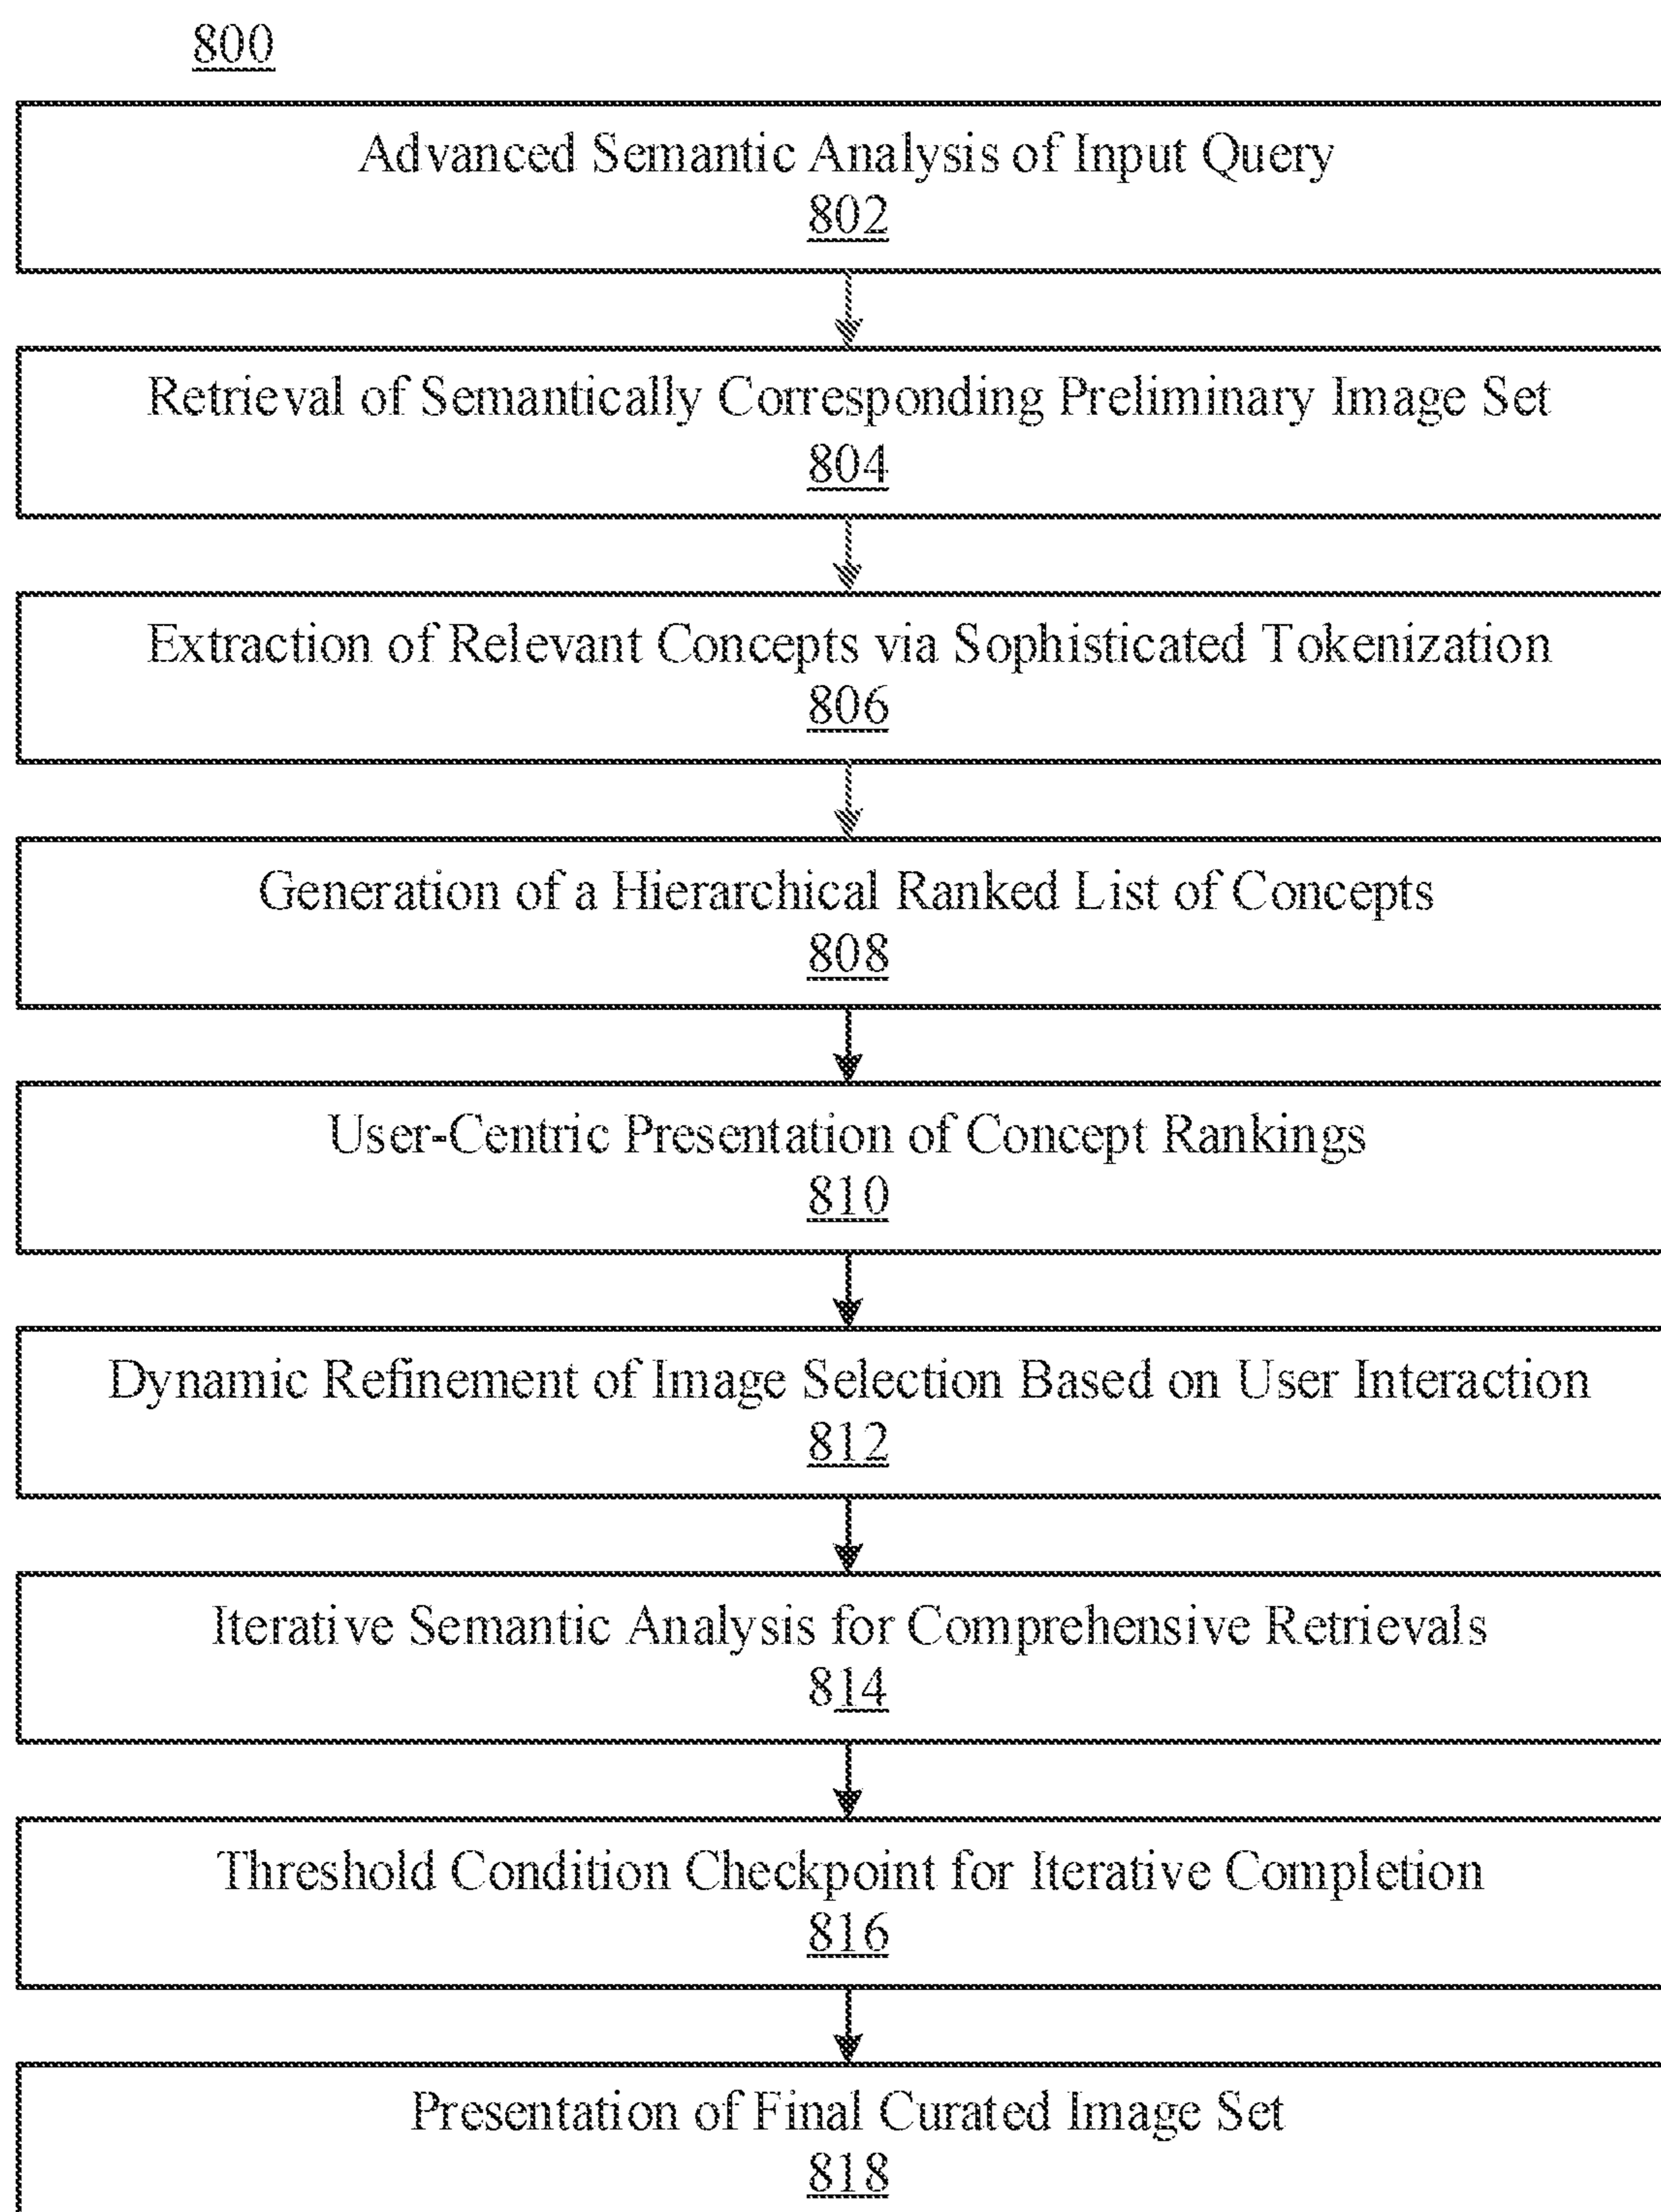 800
Advanced Semantic Analysis of Input Query
802
Retrieval of Semantically Corresponding Preliminary Image Set
804
Extraction of Relevant Concepts via Sophisticated Tokenization
806
Generation of a Hierarchical Ranked List of Concepts
808
User-Centric Presentation of Concept Rankings
810
Dynamic Refinement of Image Selection Based on User Interaction
812
Iterative Semantic Analysis for Comprehensive Retrievals
814
Threshold Condition Checkpoint for Iterative Completion
816
Presentation of Final Curated Image Set
818